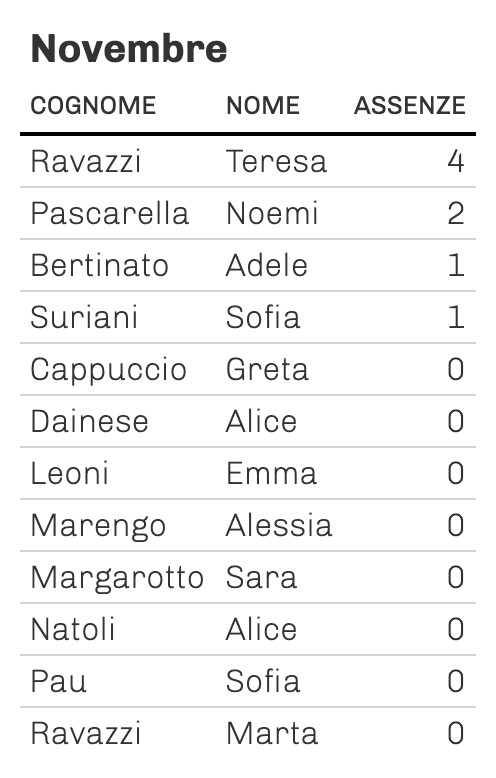 Novembre
COGNOME NOME ASSENZE
Ravazzi Teresa 4
Pascarella Noemi 2
Bertinato Adele 1
Suriani Sofia 1
Cappuccio Greta 0
Dainese Alice 0
Leoni Emma 0
Marengo Alessia 0
Margarotto Sara 0
Natoli Alice 0
Pau Sofia 0
Ravazzi Marta 0